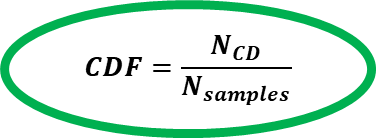 CDF = N_CD / N_samples